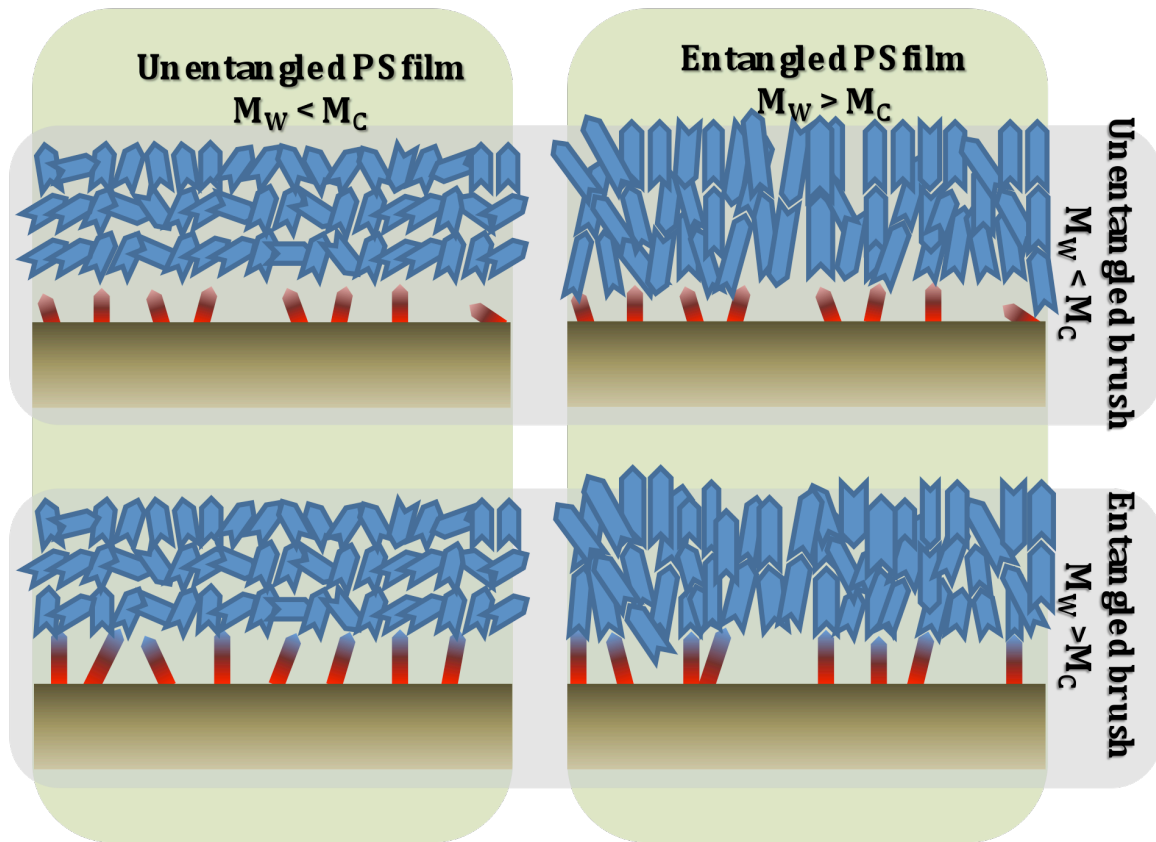 Unentangled PS film
M_W < M_C
Entangled PS film
M_W > M_C
Unentangled brush
M_W < M_C
Entangled brush
M_W >M_C